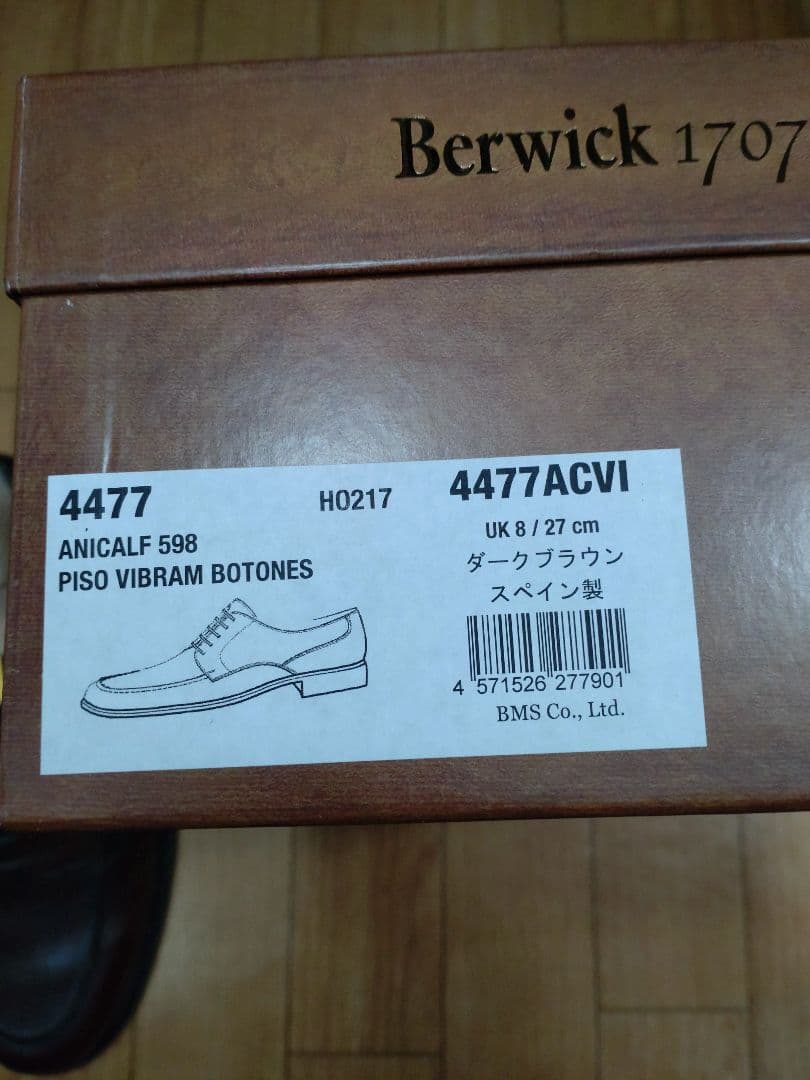 Berwick 1707
4477
HO217
4477ACVI
ANICALF 598
PISO VIBRAM BOTONES
UK 8 / 27 cm
ダークブラウン
スペイン製
4 571526 277901
BMS Co., Ltd.